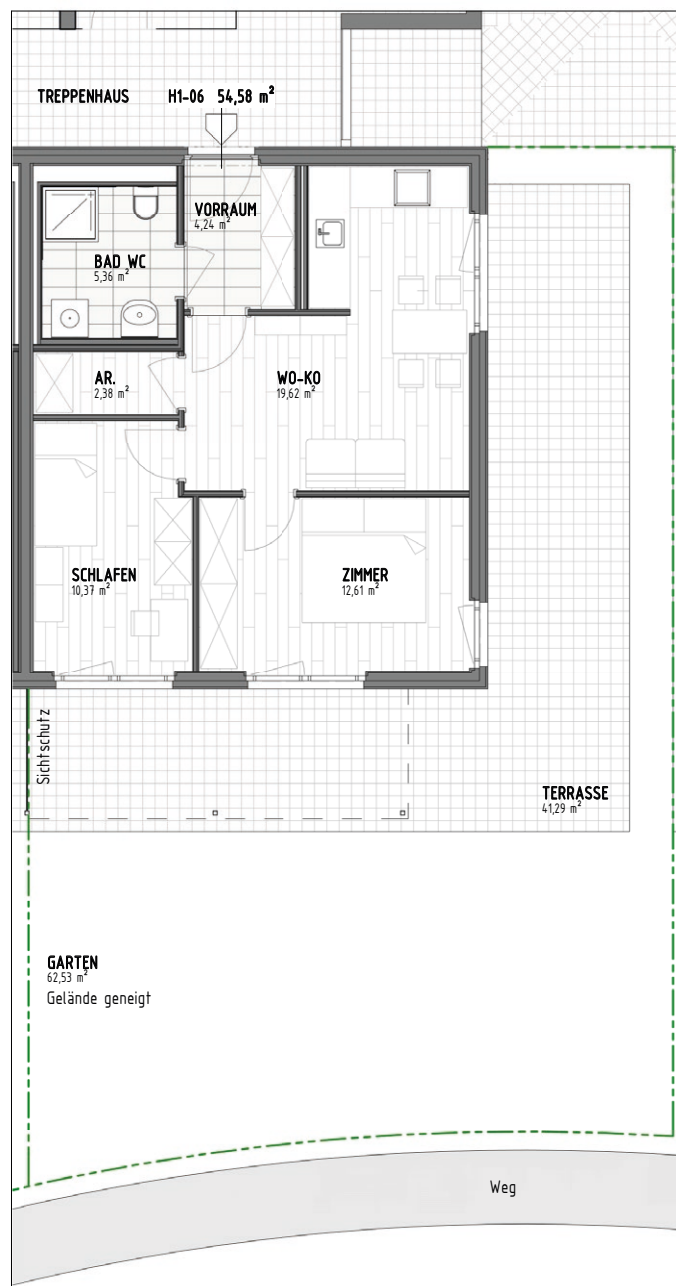 TREPPENHAUS
H1-06 54,58 m²
VORRAUM
4,24 m²
BAD WC
5,36 m²
AR.
2,38 m²
WO-KO
19,62 m²
SCHLAFEN
10,37 m²
ZIMMER
12,61 m²
Sichtschutz
TERRASSE
41,29 m²
GARTEN
62,53 m²
Gelände geneigt
Weg